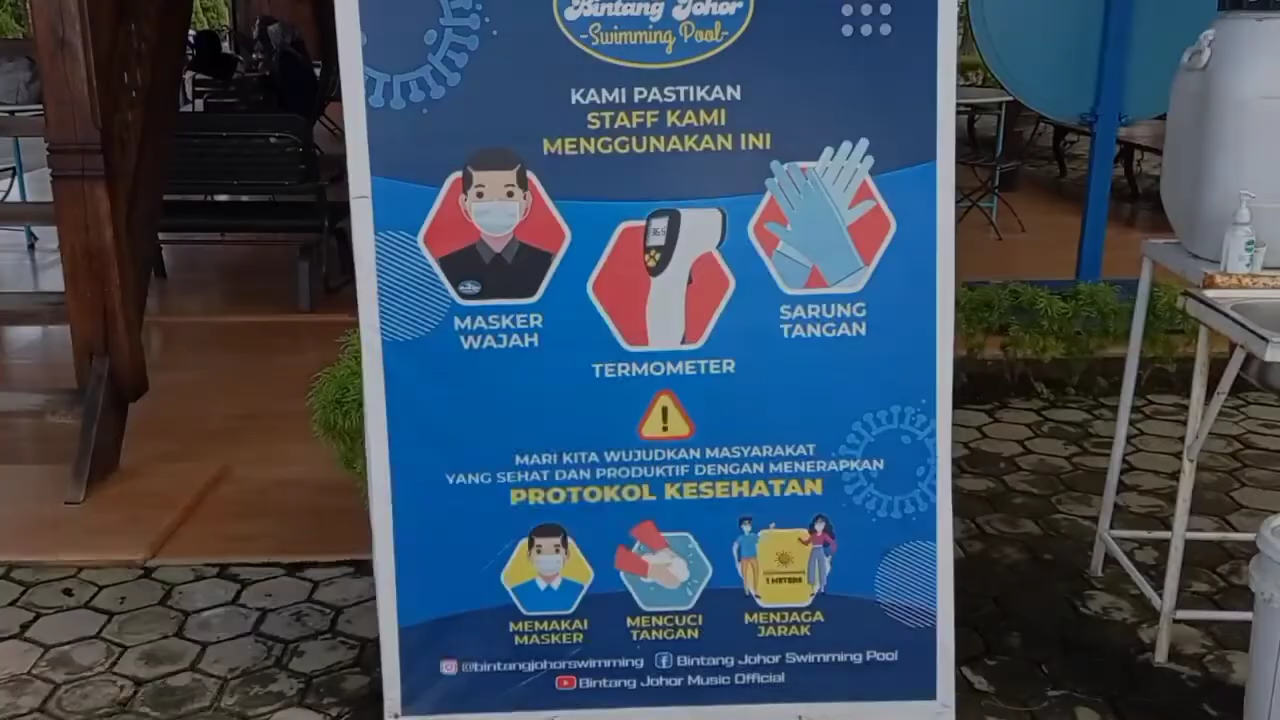 Bintang Johor
-Swimming Pool-
KAMI PASTIKAN
STAFF KAMI
MENGGUNAKAN INI
36.5
MASKER
WAJAH
SARUNG
TANGAN
TERMOMETER
!
MARI KITA WUJUDKAN MASYARAKAT
YANG SEHAT DAN PRODUKTIF DENGAN MENERAPKAN
PROTOKOL KESEHATAN
1 METERS
MEMAKAI
MASKER
MENCUCI
TANGAN
MENJAGA
JARAK
@bintangjohorswimming
Bintang Johor Swimming Pool
Bintang Johor Music Official